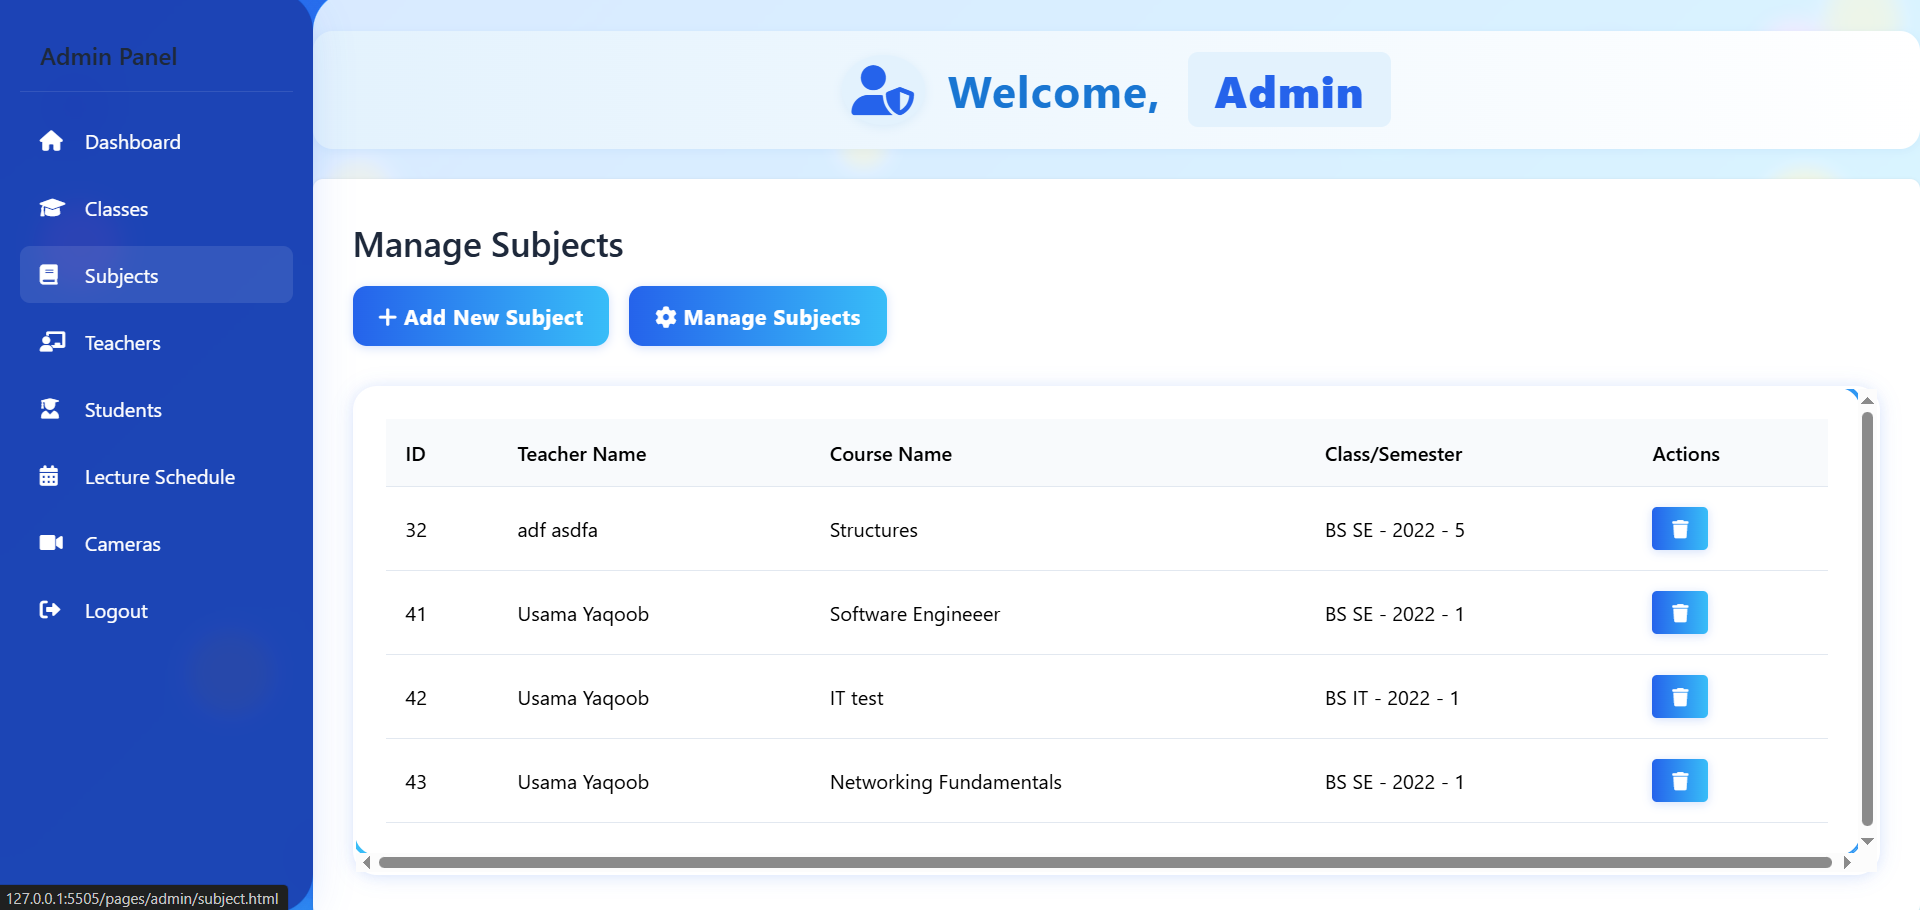 Admin Panel
Dashboard
Classes
Subjects
Teachers
Students
Lecture Schedule
Cameras
Logout
Welcome, Admin
Manage Subjects
Add New Subject
Manage Subjects
ID Teacher Name Course Name Class/Semester Actions
32 adf asdfa Structures BS SE - 2022 - 5
41 Usama Yaqoob Software Engineeer BS SE - 2022 - 1
42 Usama Yaqoob IT test BS IT - 2022 - 1
43 Usama Yaqoob Networking Fundamentals BS SE - 2022 - 1
127.0.0.1:5505/pages/admin/subject.html